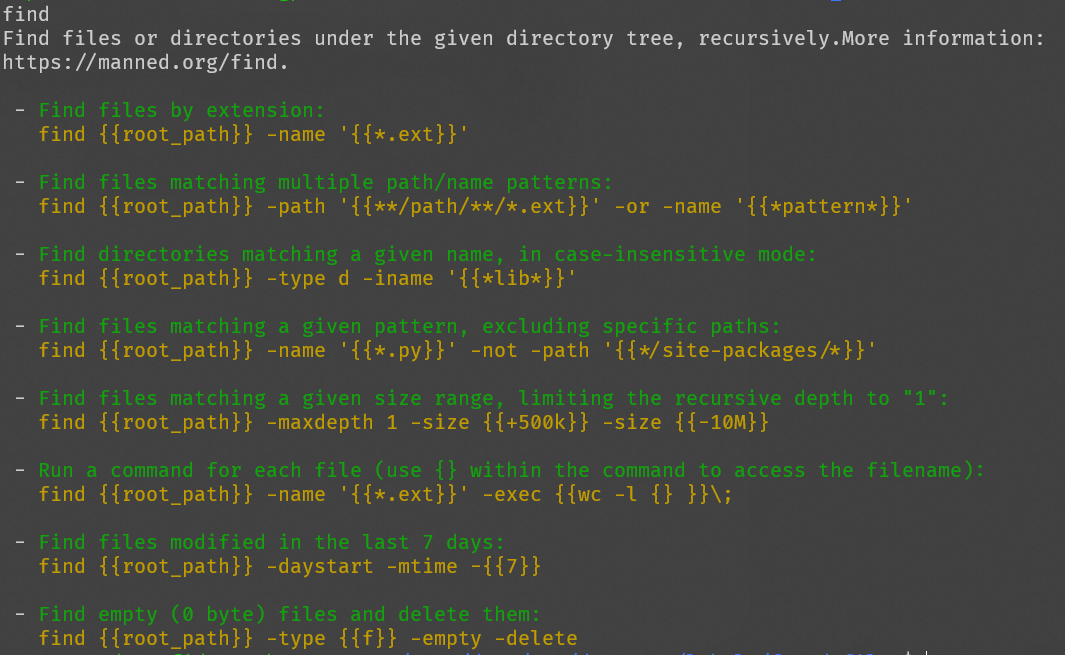 find
Find files or directories under the given directory tree, recursively.More information:
https://manned.org/find.
- Find files by extension:
find {{root_path}} -name '{{*.ext}}'
- Find files matching multiple path/name patterns:
find {{root_path}} -path '{{**/path/**/*.ext}}' -or -name '{{*pattern*}}'
- Find directories matching a given name, in case-insensitive mode:
find {{root_path}} -type d -iname '{{*lib*}}'
- Find files matching a given pattern, excluding specific paths:
find {{root_path}} -name '{{*.py}}' -not -path '{{*/site-packages/*}}'
- Find files matching a given size range, limiting the recursive depth to "1":
find {{root_path}} -maxdepth 1 -size {{+500k}} -size {{-10M}}
- Run a command for each file (use {} within the command to access the filename):
find {{root_path}} -name '{{*.ext}}' -exec {{wc -l {} }}\;
- Find files modified in the last 7 days:
find {{root_path}} -daystart -mtime -{{7}}
- Find empty (0 byte) files and delete them:
find {{root_path}} -type {{f}} -empty -delete